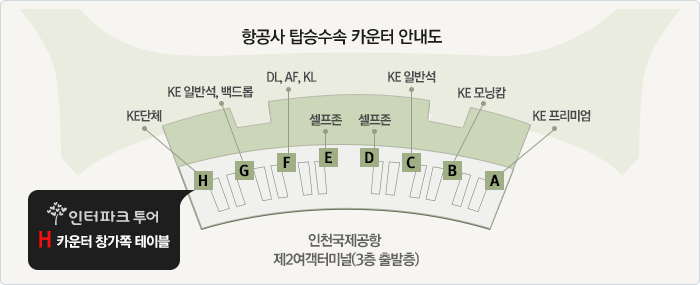 항공사 탑승수속 카운터 안내도
DL, AF, KL
KE 일반석
KE 일반석, 백드롭
KE 모닝캄
KE단체
셀프존
셀프존
KE 프리미엄
H
G
F
E
D
C
B
A
인터파크 투어
H 카운터 창가쪽 테이블
인천국제공항
제2여객터미널(3층 출발층)